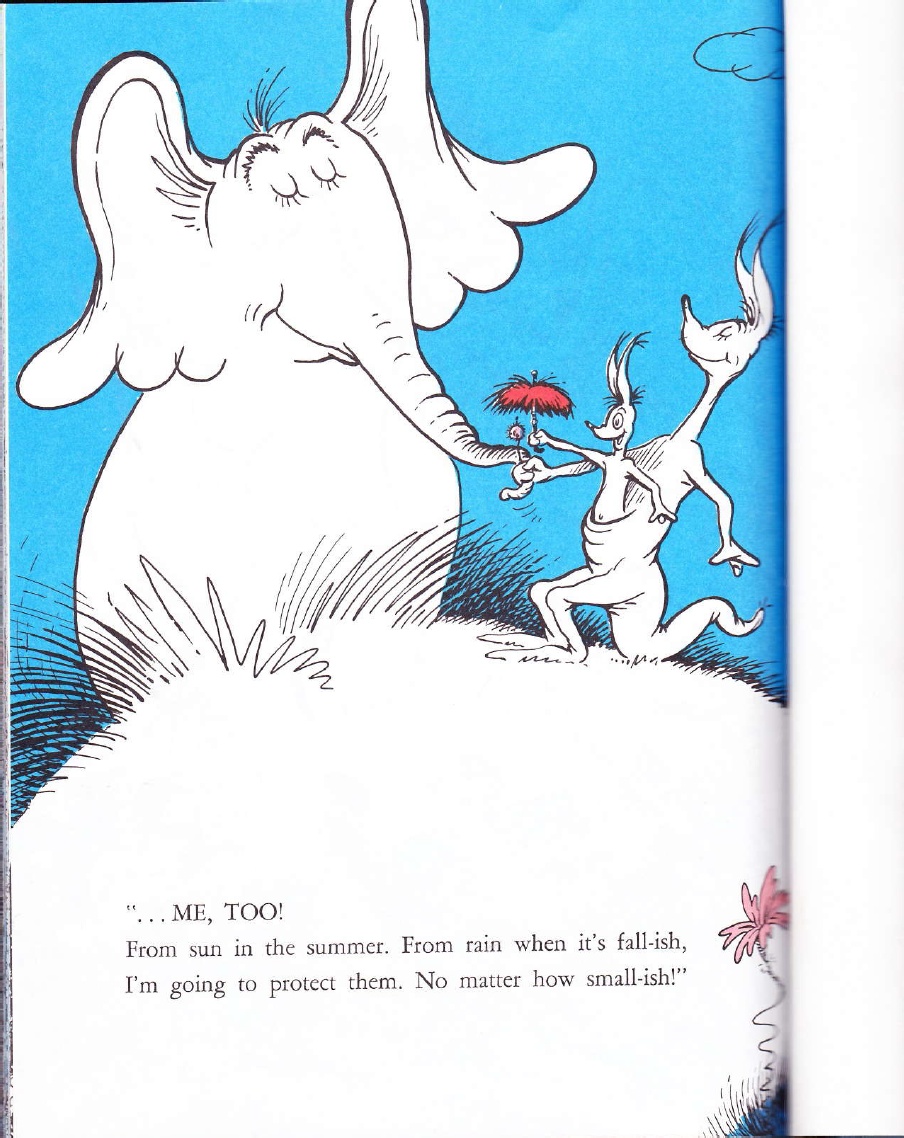 "...ME, TOO!
From sun in the summer. From rain when it's fall-ish,
I'm going to protect them. No matter how small-ish!"